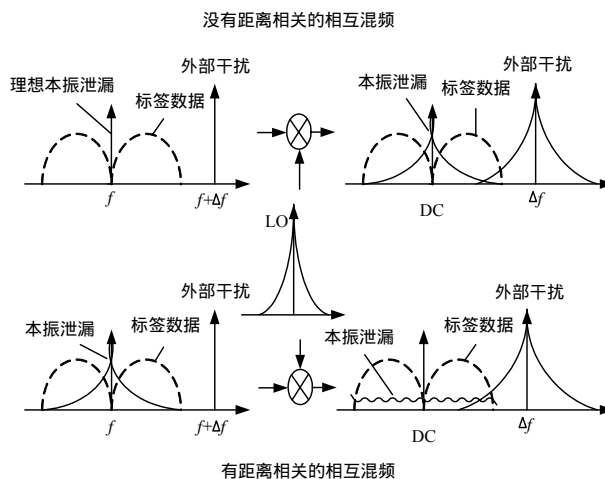 没有距离相关的相互混频
外部干扰
理想本振泄漏
标签数据
f
f+Δf
外部干扰
本振泄漏
标签数据
DC
Δf
LO
外部干扰
本振泄漏
标签数据
f
f+Δf
外部干扰
本振泄漏
标签数据
DC
Δf
有距离相关的相互混频